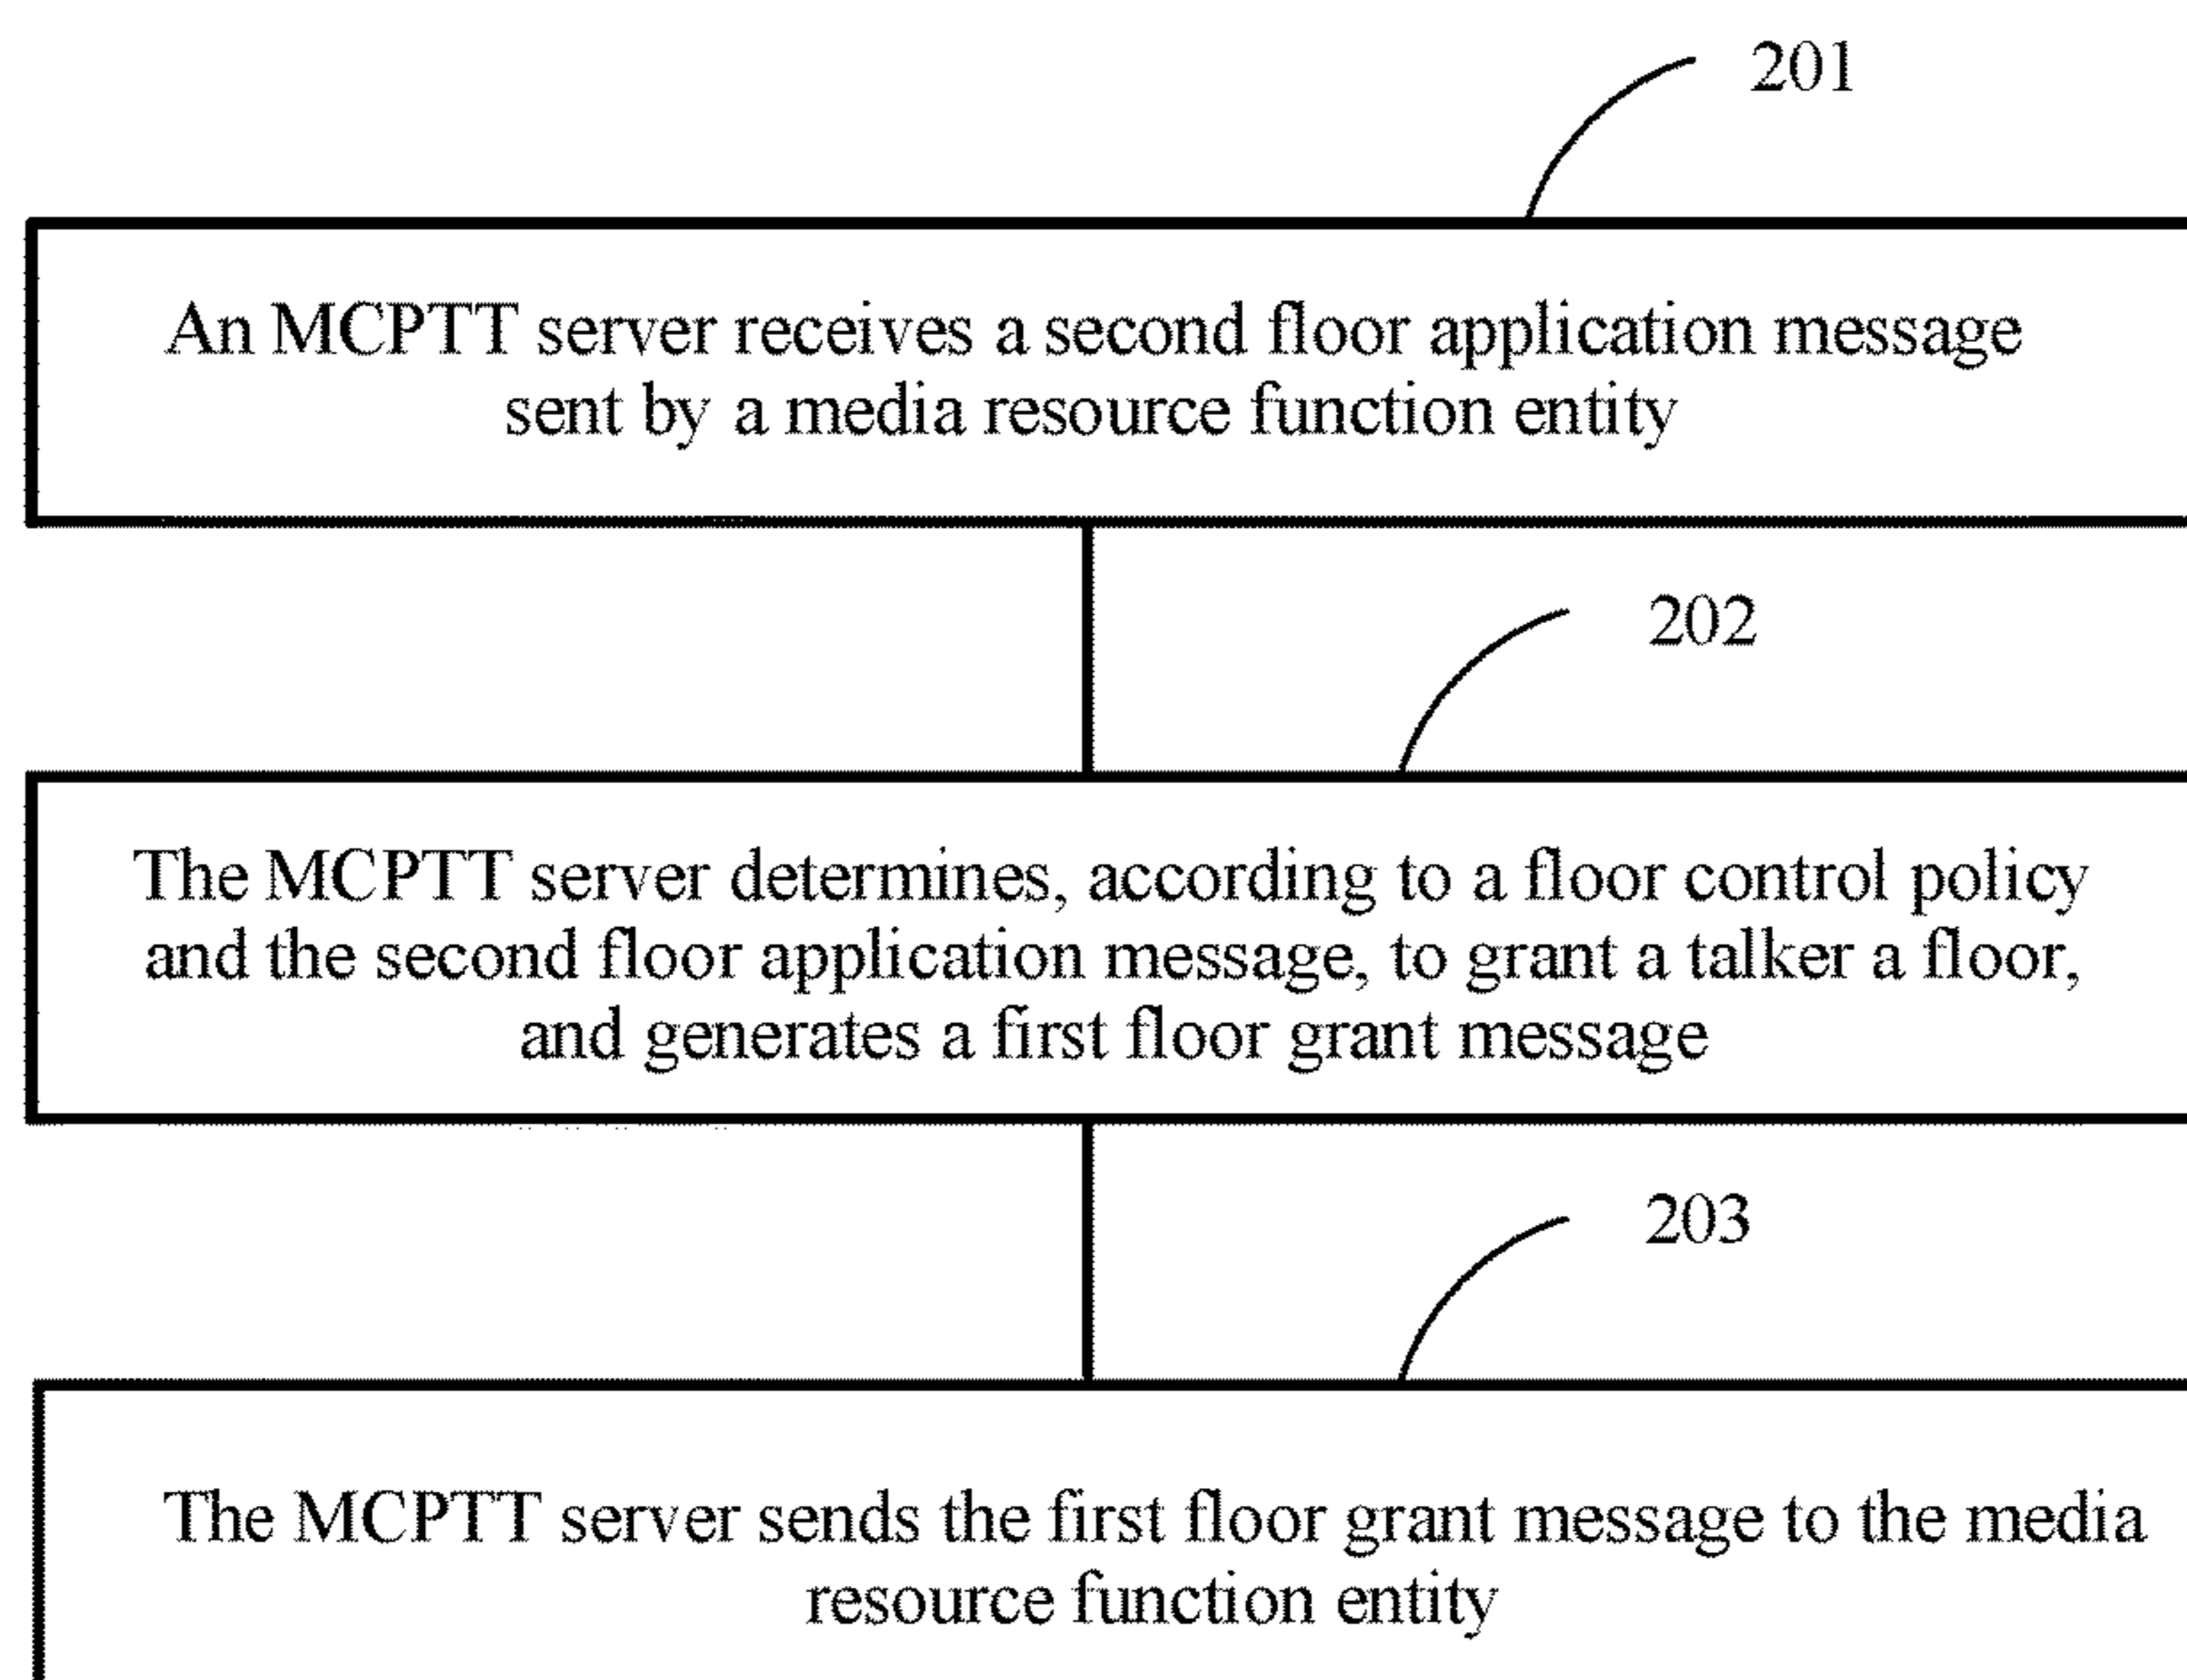 201
An MCPTT server receives a second floor application message
sent by a media resource function entity
202
The MCPTT server determines, according to a floor control policy
and the second floor application message, to grant a talker a floor,
and generates a first floor grant message
203
The MCPTT server sends the first floor grant message to the media
resource function entity